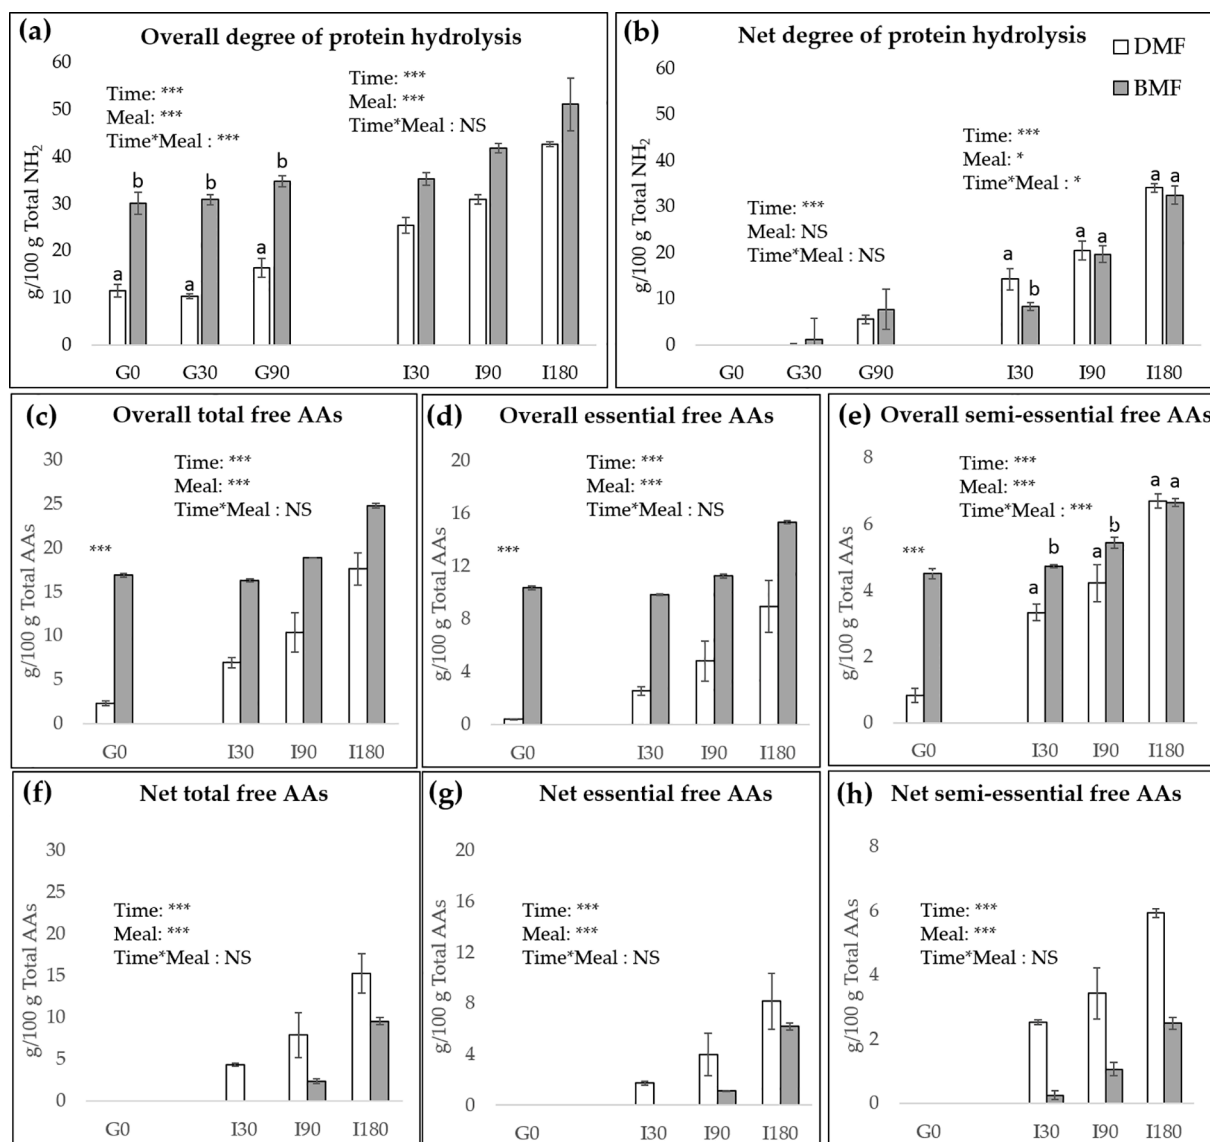 (a) Overall degree of protein hydrolysis
g/100 g Total NH2
60
50
40
30
20
10
0
Time: ***
Meal: ***
Time*Meal : ***
Time: ***
Meal: ***
Time*Meal : NS
a b a b a b
G0 G30 G90 I30 I90 I180
(b) Net degree of protein hydrolysis
DMF
BMF
g/100 g Total NH2
60
50
40
30
20
10
0
Time: ***
Meal: NS
Time*Meal : NS
Time: ***
Meal: *
Time*Meal : *
a b a a a a
G0 G30 G90 I30 I90 I180
(c) Overall total free AAs
g/100 g Total AAs
30
25
20
15
10
5
0
Time: ***
Meal: ***
Time*Meal : NS
***
G0 I30 I90 I180
(d) Overall essential free AAs
g/100 g Total AAs
20
16
12
8
4
0
Time: ***
Meal: ***
Time*Meal : NS
***
G0 I30 I90 I180
(e) Overall semi-essential free AAs
g/100 g Total AAs
8
6
4
2
0
Time: ***
Meal: ***
Time*Meal : ***
***
a b a b a a
G0 I30 I90 I180
(f) Net total free AAs
g/100 g Total AAs
30
25
20
15
10
5
0
Time: ***
Meal: ***
Time*Meal : NS
G0 I30 I90 I180
(g) Net essential free AAs
g/100 g Total AAs
20
16
12
8
4
0
Time: ***
Meal: ***
Time*Meal : NS
G0 I30 I90 I180
(h) Net semi-essential free AAs
g/100 g Total AAs
8
6
4
2
0
Time: ***
Meal: ***
Time*Meal : NS
G0 I30 I90 I180